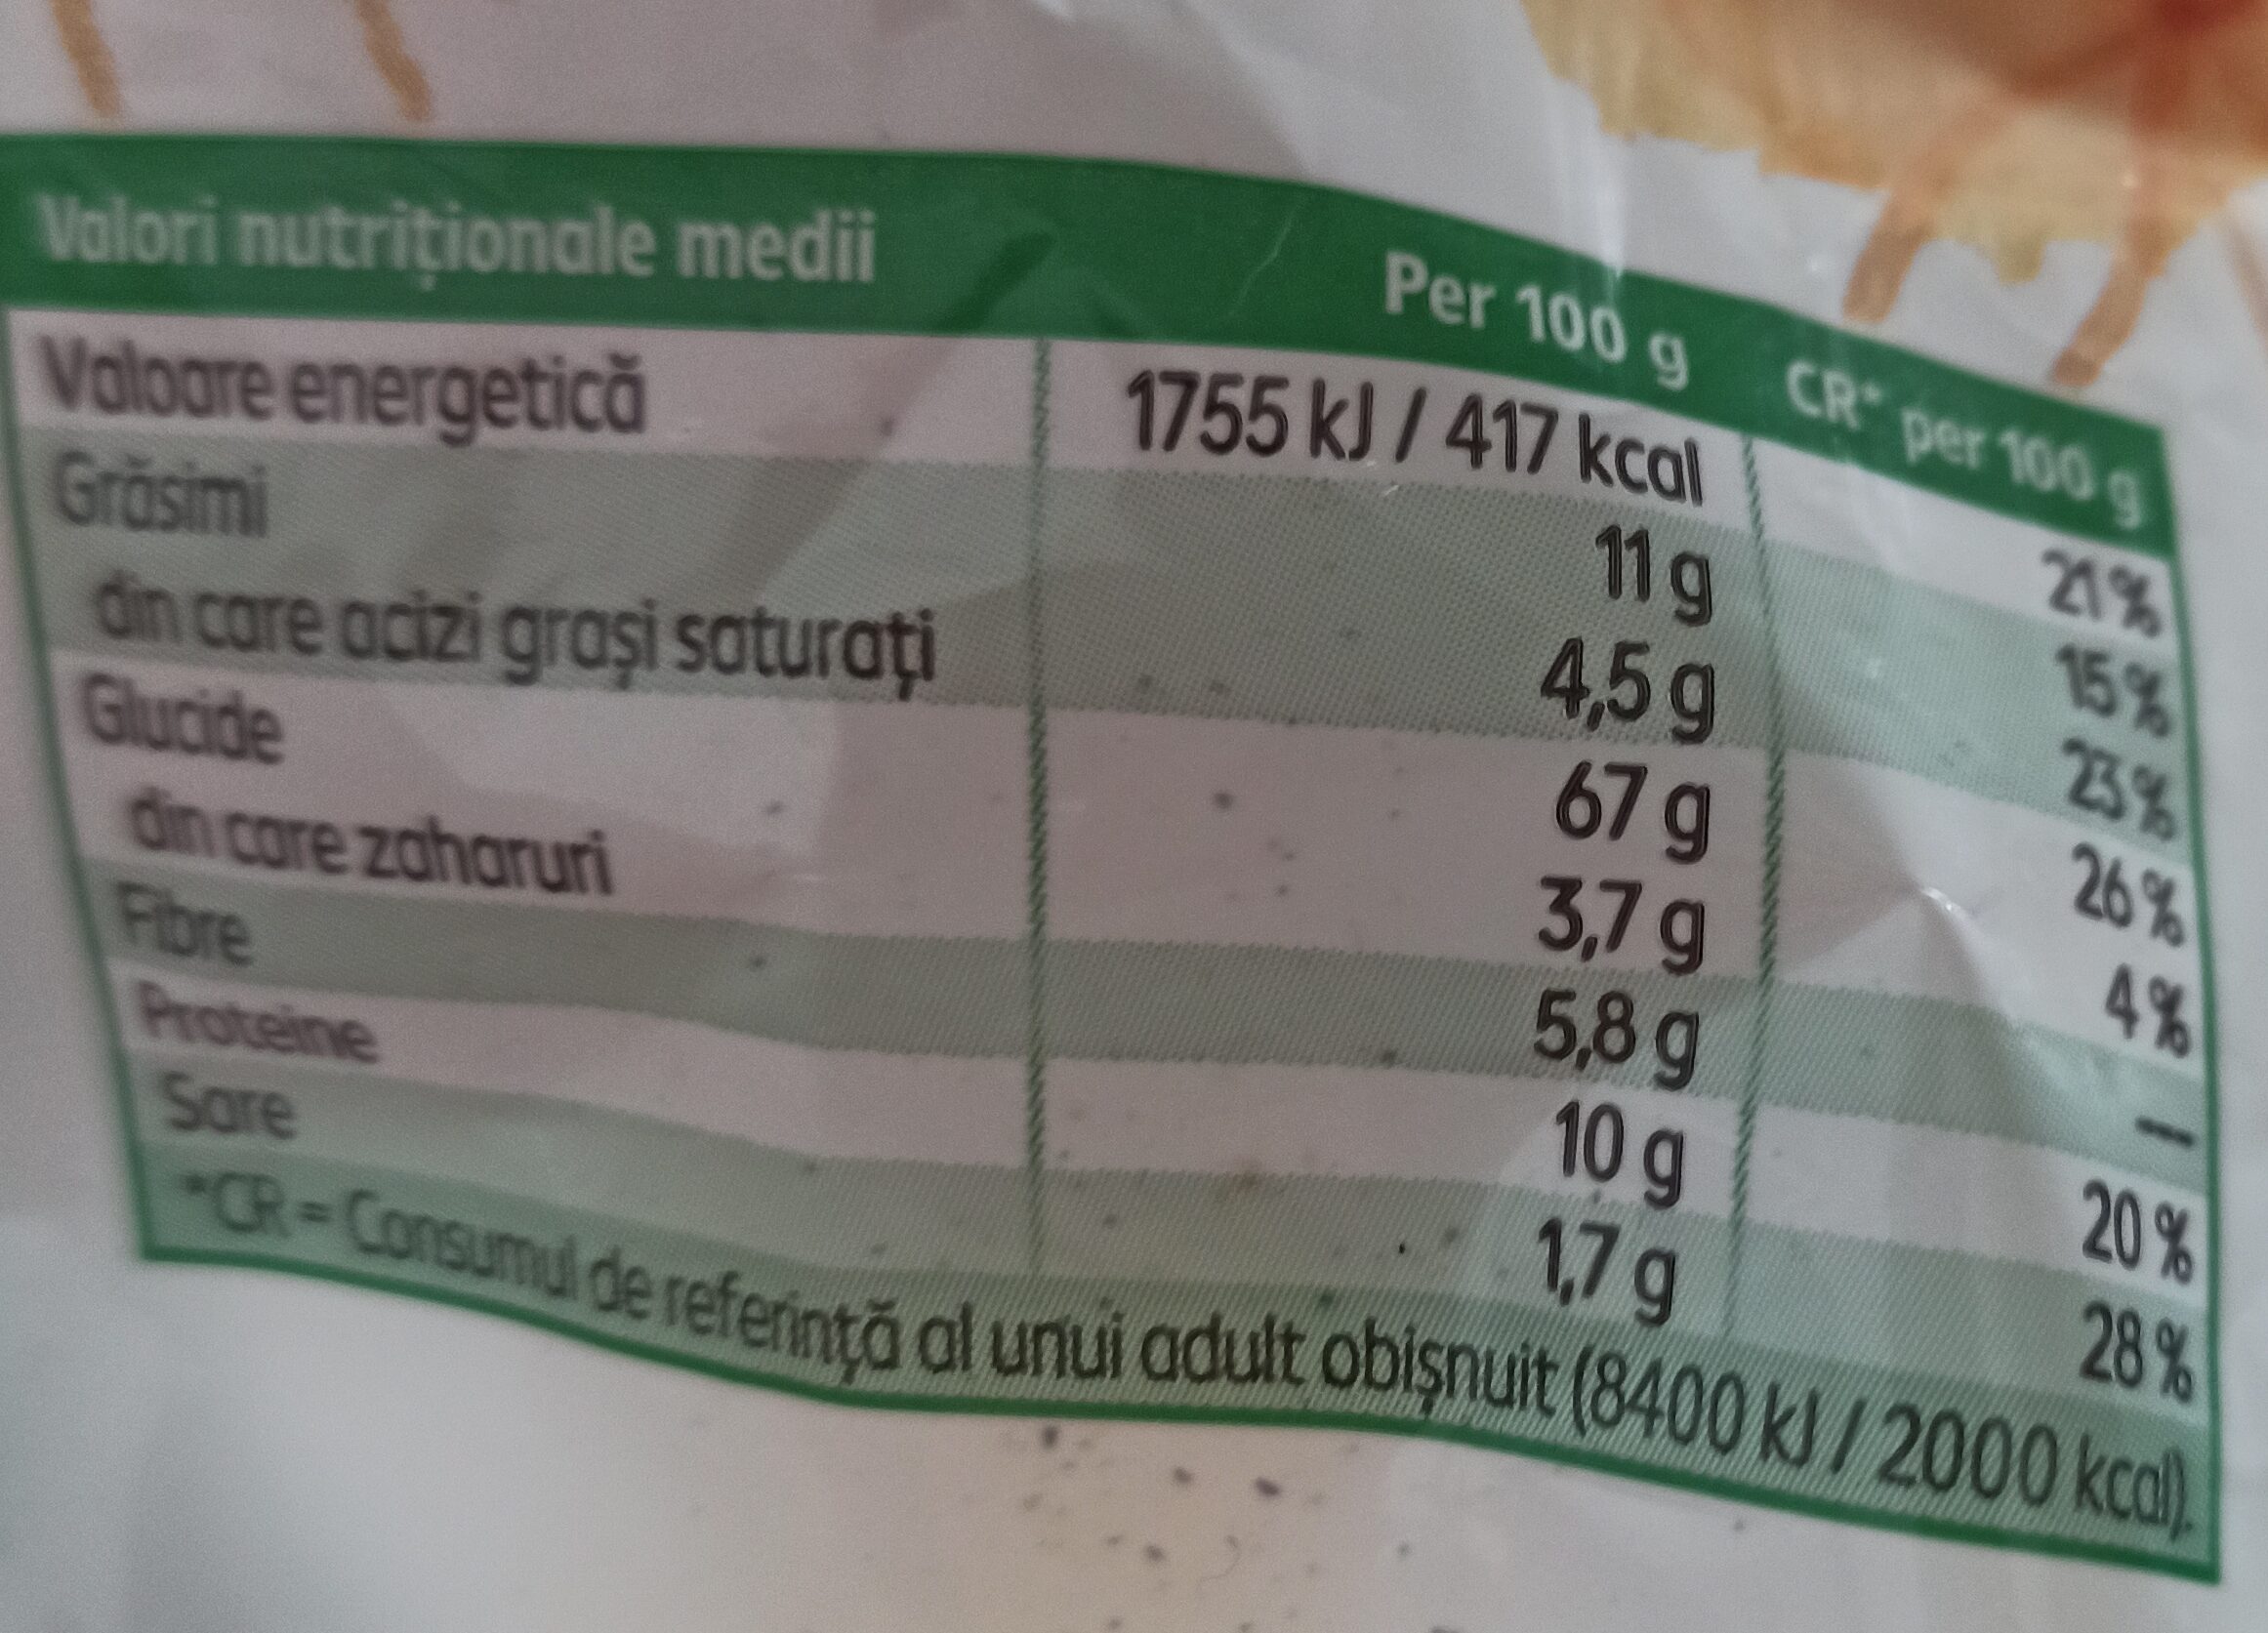 Valori nutriționale medii Per 100 g CR* per 100 g
Valoare energetică 1755 kJ / 417 kcal 21 %
Grăsimi 11 g 15 %
din care acizi grași saturați 4,5 g 23 %
Glucide 67 g 26 %
din care zaharuri 3,7 g 4 %
Fibre 5,8 g —
Proteine 10 g 20 %
Sare 1,7 g 28 %
*CR = Consumul de referință al unui adult obișnuit (8400 kJ / 2000 kcal).